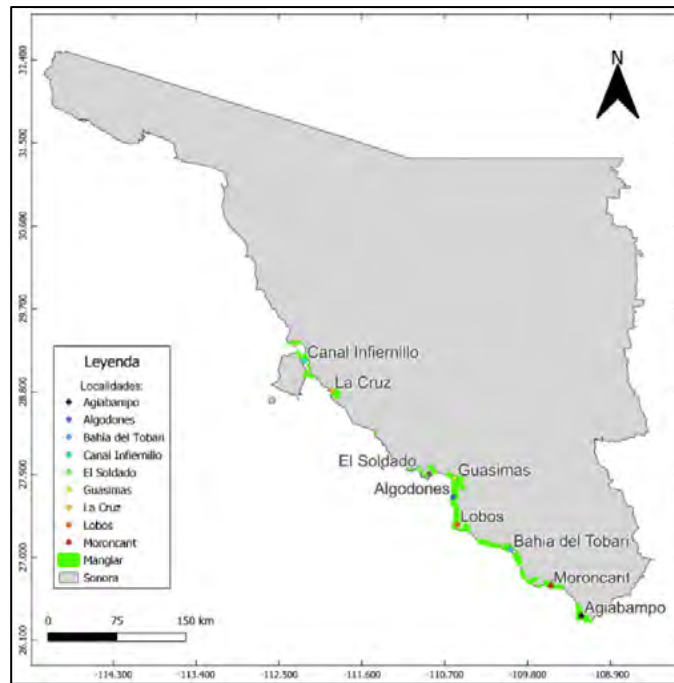 N
32.400
31.500
30.600
29.700
28.800
27.900
27.000
26.100
Canal Infiernillo
La Cruz
El Soldado
Guasimas
Algodones
Lobos
Bahia del Tobari
Moroncarit
Agiabampo
Leyenda
Localidades:
Agiabampo
Algodones
Bahia del Tobari
Canal Infiernillo
El Soldado
Guasimas
La Cruz
Lobos
Moroncarit
Manglar
Sonora
0 75 150 km
-114.300 -113.400 -112.500 -111.600 -110.700 -109.800 -108.900